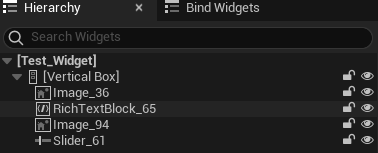 Hierarchy
Bind Widgets
Search Widgets
[Test_Widget]
[Vertical Box]
Image_36
RichTextBlock_65
Image_94
Slider_61